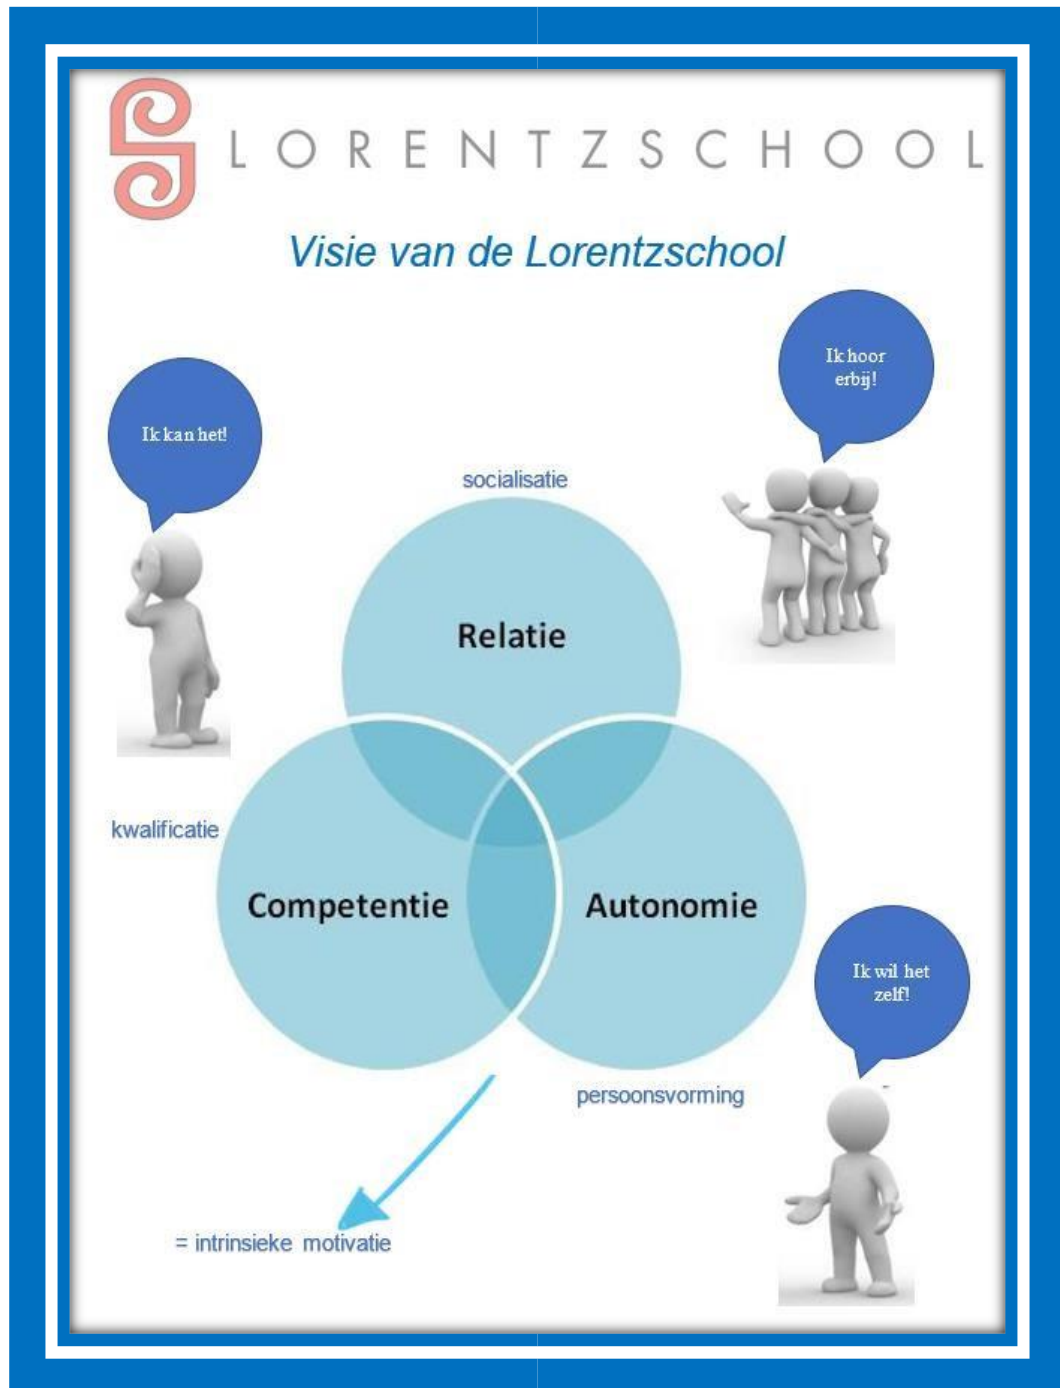 LORENTZSCHOOL
Visie van de Lorentzschool
Ik hoor
erbij!
Ik kan het!
socialisatie
Relatie
kwalificatie
Competentie
Autonomie
Ik wil het
zelf!
persoonsvorming
= intrinsieke motivatie